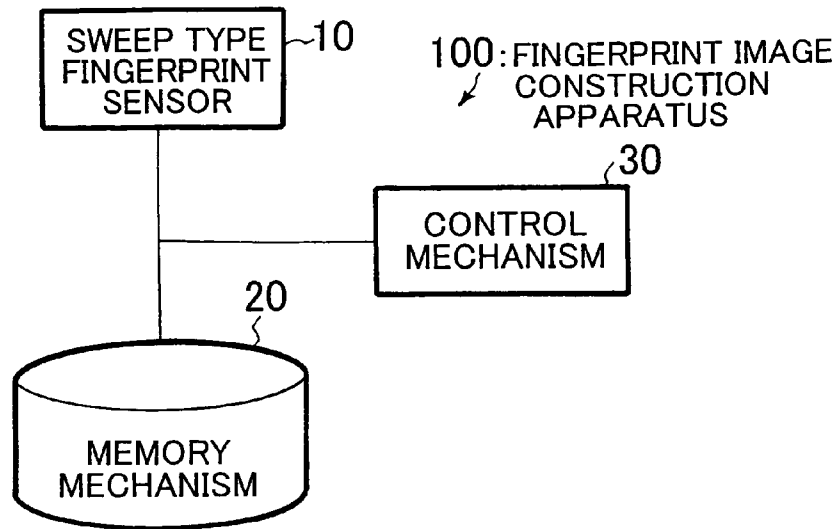 SWEEP TYPE
FINGERPRINT
SENSOR
10
100: FINGERPRINT IMAGE
CONSTRUCTION
APPARATUS
30
CONTROL
MECHANISM
20
MEMORY
MECHANISM